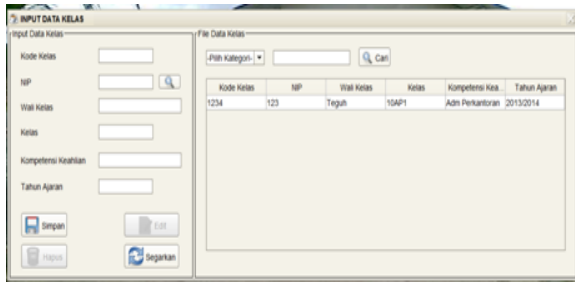 INPUT DATA KELAS
Input Data Kelas
Kode Kelas
NIP
Wali Kelas
Kelas
Kompetensi Keahlian
Tahun Ajaran
Simpan Edit
Hapus Segarkan
File Data Kelas
-Pilih Kategori- Cari
Kode Kelas NIP Wali Kelas Kelas Kompetensi Kea... Tahun Ajaran
1234 123 Teguh 10AP1 Adm Perkantoran 2013/2014